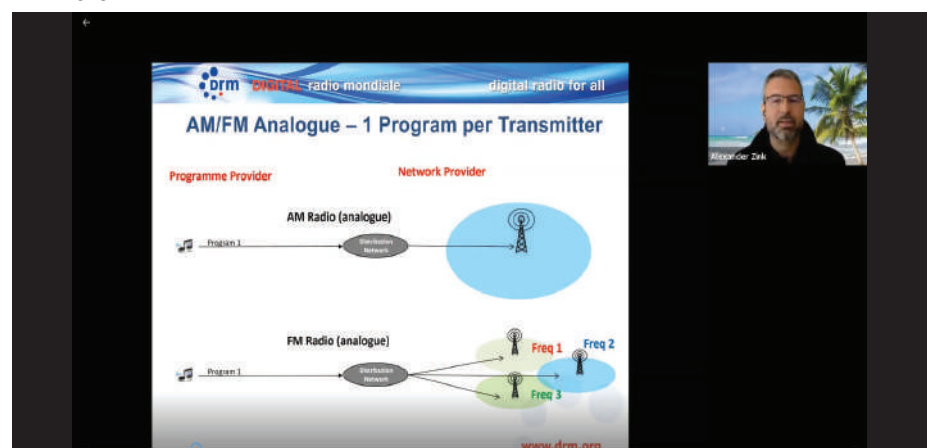 drm DIGITAL radio mondiale digital radio for all
AM/FM Analogue – 1 Program per Transmitter
Programme Provider Network Provider
AM Radio (analogue)
Program 1
Distribution
Network
FM Radio (analogue)
Freq 1
Freq 2
Program 1
Distribution
Network
Freq 3
www.drm.org
Alexander Zink